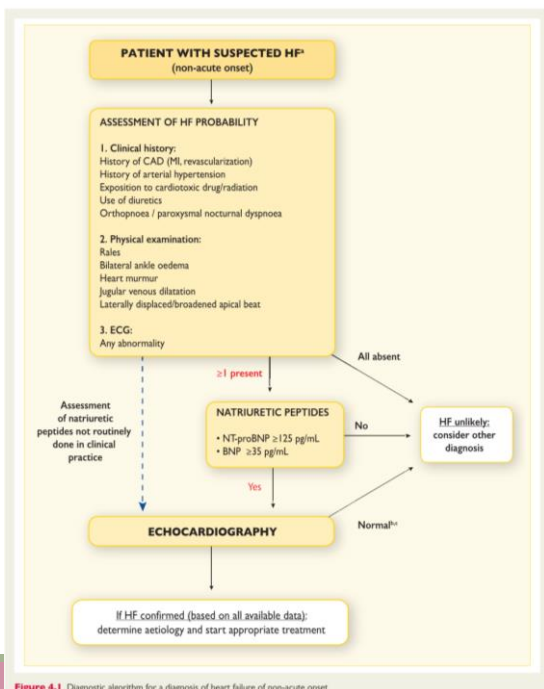 PATIENT WITH SUSPECTED HFᵃ
(non-acute onset)
ASSESSMENT OF HF PROBABILITY
1. Clinical history:
History of CAD (MI, revascularization)
History of arterial hypertension
Exposition to cardiotoxic drug/radiation
Use of diuretics
Orthopnoea / paroxysmal nocturnal dyspnoea
2. Physical examination:
Rales
Bilateral ankle oedema
Heart murmur
Jugular venous dilatation
Laterally displaced/broadened apical beat
3. ECG:
Any abnormality
≥1 present
All absent
Assessment
of natriuretic
peptides not routinely
done in clinical
practice
NATRIURETIC PEPTIDES
• NT-proBNP ≥125 pg/mL
• BNP ≥35 pg/mL
No
HF unlikely:
consider other
diagnosis
Yes
Normalᵇ,ᶜ
ECHOCARDIOGRAPHY
If HF confirmed (based on all available data):
determine aetiology and start appropriate treatment
Figure 4.1 Diagnostic algorithm for a diagnosis of heart failure of non-acute onset